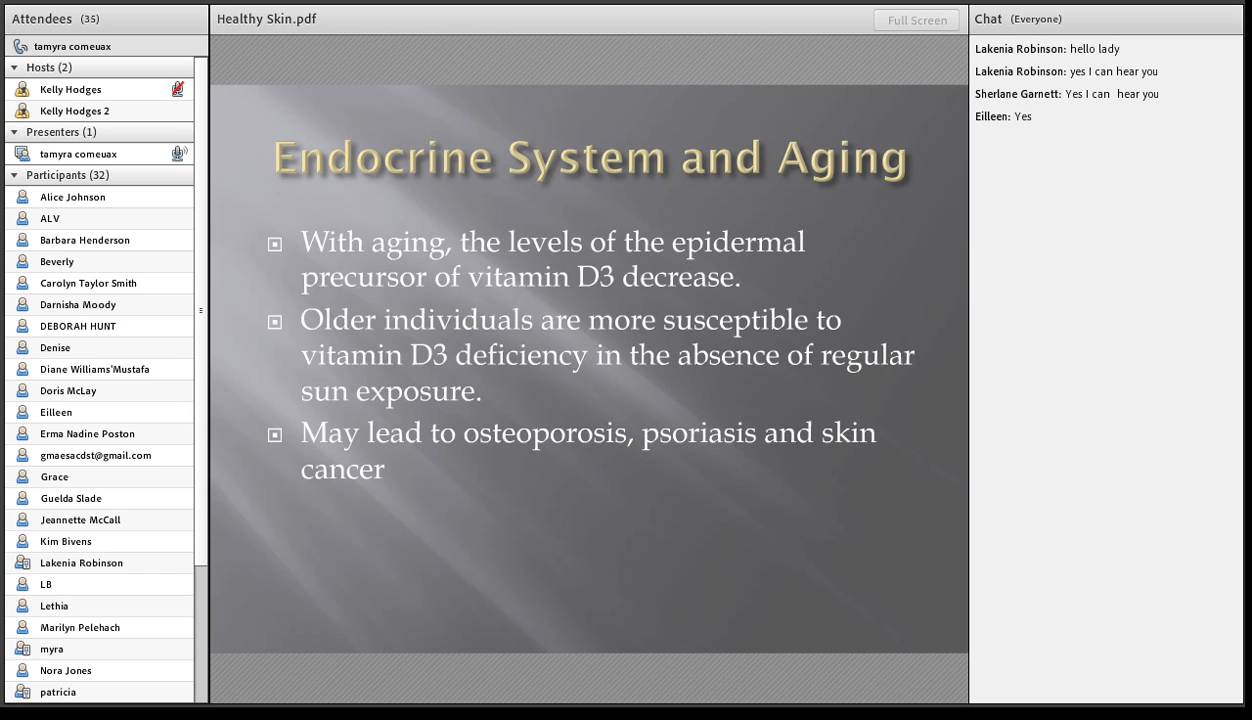 Attendees (35)
tamyra comeuax
Hosts (2)
Kelly Hodges
Kelly Hodges 2
Presenters (1)
tamyra comeuax
Participants (32)
Alice Johnson
ALV
Barbara Henderson
Beverly
Carolyn Taylor Smith
Darnisha Moody
DEBORAH HUNT
Denise
Diane Williams'Mustafa
Doris McLay
Eilleen
Erma Nadine Poston
gmaesacdst@gmail.com
Grace
Guelda Slade
Jeannette McCall
Kim Bivens
Lakenia Robinson
LB
Lethia
Marilyn Pelehach
myra
Nora Jones
patricia
Healthy Skin.pdf
Full Screen
Endocrine System and Aging
With aging, the levels of the epidermal
precursor of vitamin D3 decrease.
Older individuals are more susceptible to
vitamin D3 deficiency in the absence of regular
sun exposure.
May lead to osteoporosis, psoriasis and skin
cancer
Chat (Everyone)
Lakenia Robinson: hello lady
Lakenia Robinson: yes I can hear you
Sherlane Garnett: Yes I can hear you
Eilleen: Yes